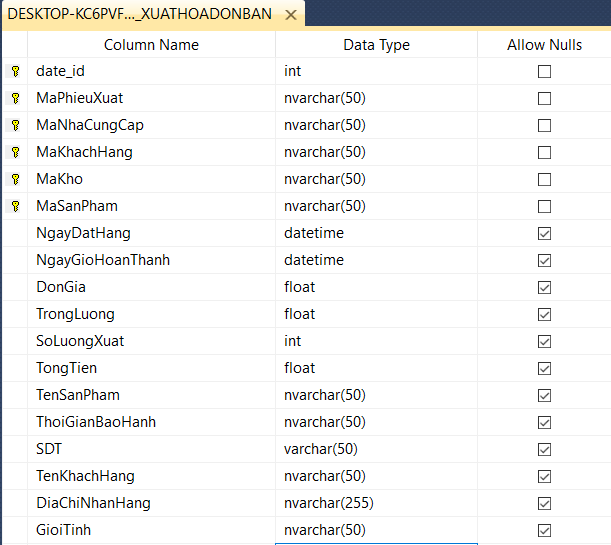 DESKTOP-KC6PVF..._XUATHOADONBAN
Column Name Data Type Allow Nulls
date_id int
MaPhieuXuat nvarchar(50)
MaNhaCungCap nvarchar(50)
MaKhachHang nvarchar(50)
MaKho nvarchar(50)
MaSanPham nvarchar(50)
NgayDatHang datetime
NgayGioHoanThanh datetime
DonGia float
TrongLuong float
SoLuongXuat int
TongTien float
TenSanPham nvarchar(50)
ThoiGianBaoHanh nvarchar(50)
SDT varchar(50)
TenKhachHang nvarchar(50)
DiaChiNhanHang nvarchar(255)
GioiTinh nvarchar(50)